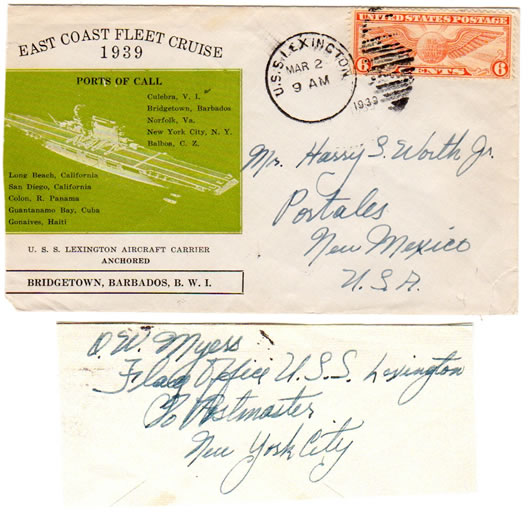 EAST COAST FLEET CRUISE
1939
PORTS OF CALL
Culebra, V. I.
Bridgetown, Barbados
Norfolk, Va.
New York City, N. Y.
Balboa, C. Z.
Long Beach, California
San Diego, California
Colon, R. Panama
Guantanamo Bay, Cuba
Gonaives, Haiti
U. S. S. LEXINGTON AIRCRAFT CARRIER
ANCHORED
BRIDGETOWN, BARBADOS, B. W. I.
U.S.S. LEXINGTON
MAR 2
9 AM
1939
UNITED STATES POSTAGE
6 CENTS 6
Mr. Harry S. Worth Jr.
Portales
New Mexico
U.S.A.
O. W. Myers
Flag Office U.S.S. Lexington
c/o Postmaster
New York City